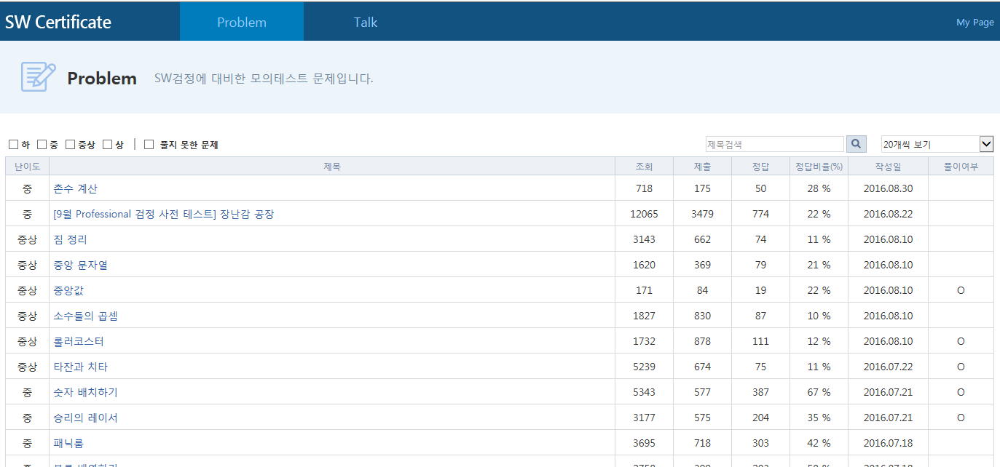 SW Certificate Problem Talk My Page
Problem SW검정에 대비한 모의테스트 문제입니다.
하 중 중상 상 | 풀지 못한 문제 제목검색 20개씩 보기
난이도 제목 조회 제출 정답 정답비율(%) 작성일 풀이여부
중 촌수 계산 718 175 50 28 % 2016.08.30
중 [9월 Professional 검정 사전 테스트] 장난감 공장 12065 3479 774 22 % 2016.08.22
중상 짐 정리 3143 662 74 11 % 2016.08.10
중상 중앙 문자열 1620 369 79 21 % 2016.08.10
중상 중앙값 171 84 19 22 % 2016.08.10 O
중상 소수들의 곱셈 1827 830 87 10 % 2016.08.10
중상 롤러코스터 1732 878 111 12 % 2016.08.10 O
중상 타잔과 치타 5239 674 75 11 % 2016.07.22 O
중 숫자 배치하기 5343 577 387 67 % 2016.07.21 O
중 승리의 레이서 3177 575 204 35 % 2016.07.21 O
중 패닉룸 3695 718 303 42 % 2016.07.18